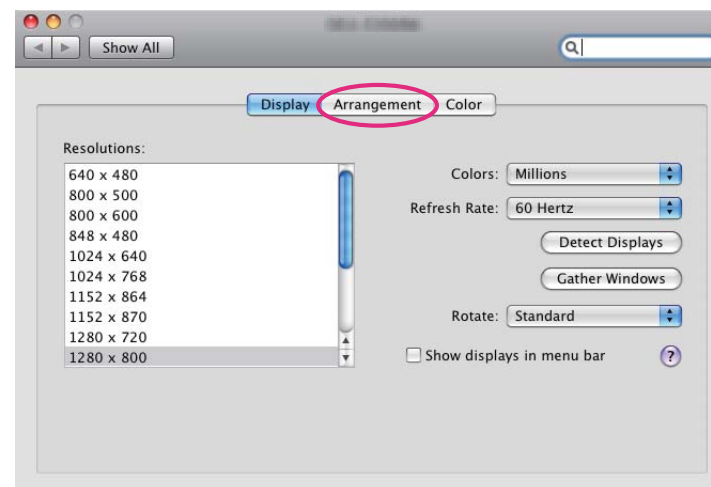 Show All
Display Arrangement Color
Resolutions:
640 x 480
800 x 500
800 x 600
848 x 480
1024 x 640
1024 x 768
1152 x 864
1152 x 870
1280 x 720
1280 x 800
Colors: Millions
Refresh Rate: 60 Hertz
Detect Displays
Gather Windows
Rotate: Standard
Show displays in menu bar ?